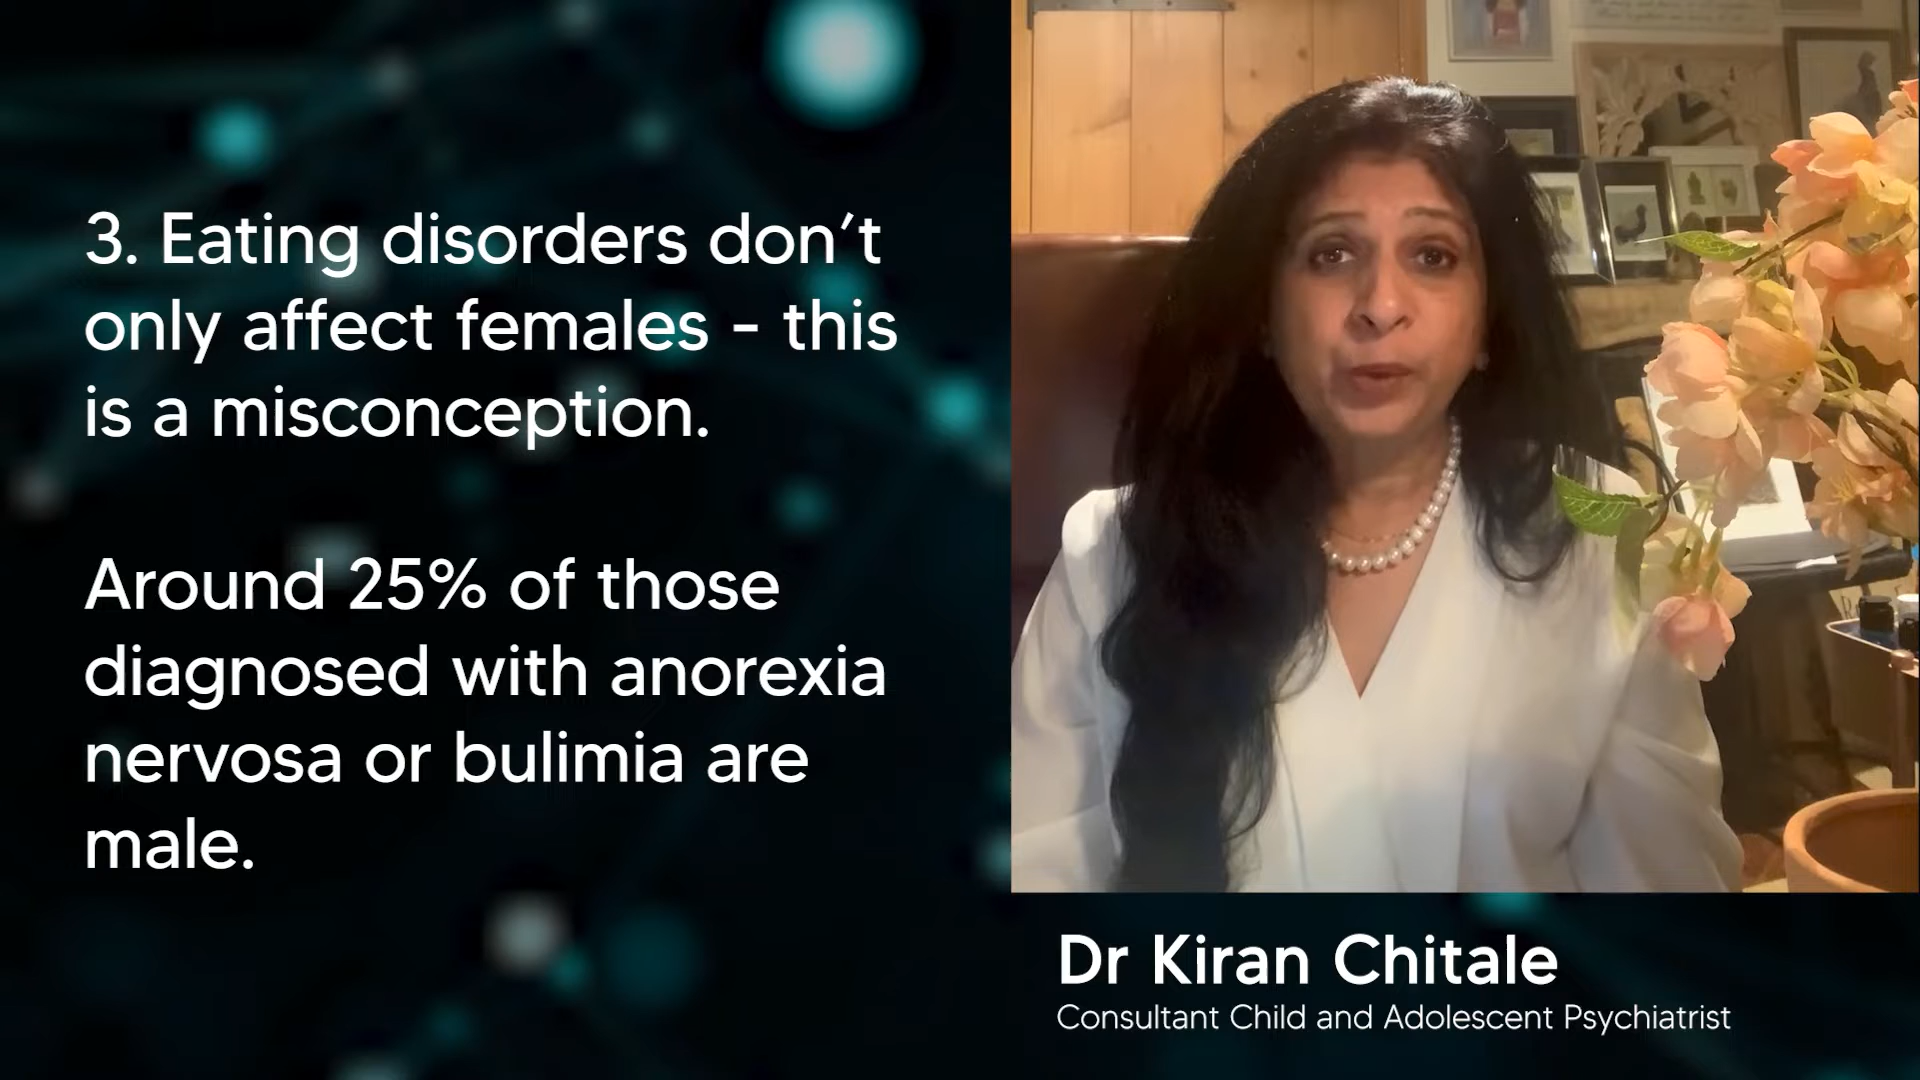 3. Eating disorders don't
only affect females - this
is a misconception.
Around 25% of those
diagnosed with anorexia
nervosa or bulimia are
male.
Dr Kiran Chitale
Consultant Child and Adolescent Psychiatrist